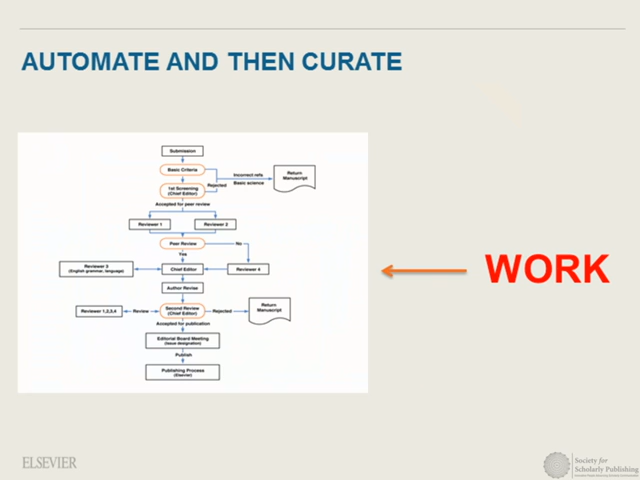 AUTOMATE AND THEN CURATE
Submission
Basic Criteria
Incorrect refs
Return
Manuscript
1st Screening
(Chief Editor)
Rejected
Basic science
Accepted for peer review
Reviewer 1
Reviewer 2
Peer Review
No
Yes
Reviewer 3
(English grammar, language)
Chief Editor
Reviewer 4
Author Revise
Reviewer 1,2,3,4
Review
Second Review
(Chief Editor)
Rejected
Return
Manuscript
Accepted for publication
Editorial Board Meeting
(Issue designation)
Publish
Publishing Process
(Elsevier)
WORK
ELSEVIER
Society for
Scholarly Publishing